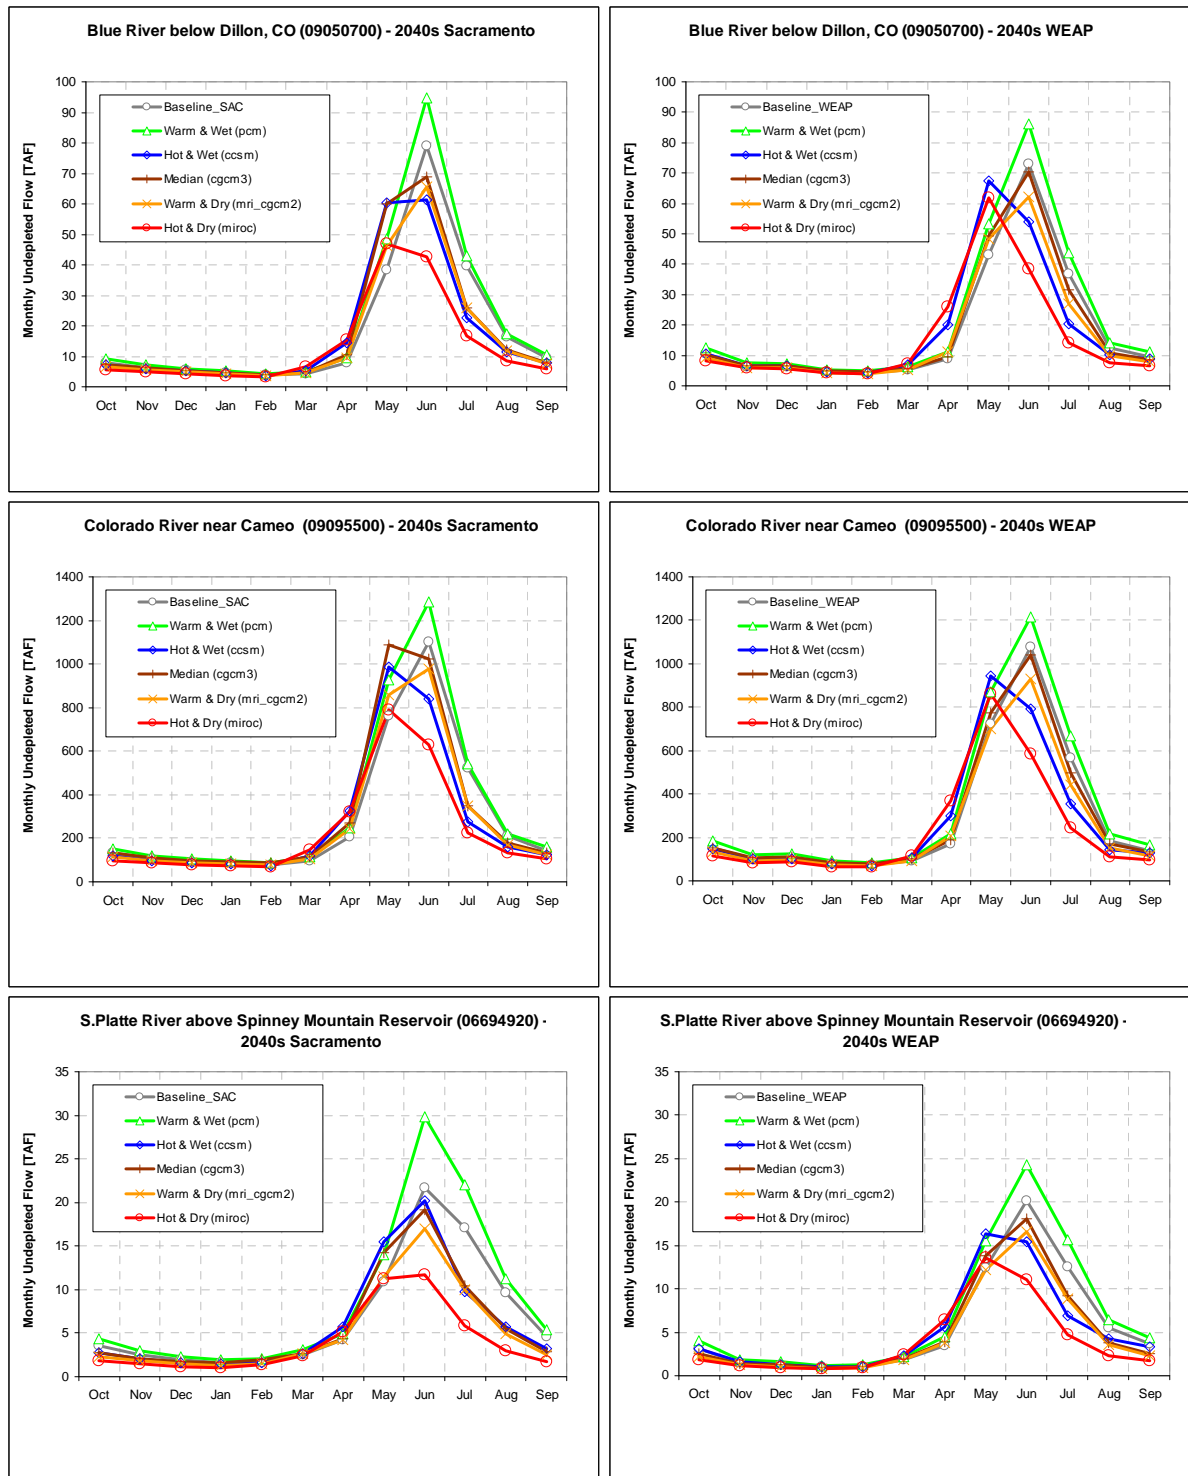 Blue River below Dillon, CO (09050700) - 2040s Sacramento
100
90
80
70
60
50
40
30
20
10
0
Monthly Undepleted Flow [TAF]
Baseline_SAC
Warm & Wet (pcm)
Hot & Wet (ccsm)
Median (cgcm3)
Warm & Dry (mri_cgcm2)
Hot & Dry (miroc)
Oct Nov Dec Jan Feb Mar Apr May Jun Jul Aug Sep
Blue River below Dillon, CO (09050700) - 2040s WEAP
100
90
80
70
60
50
40
30
20
10
0
Monthly Undepleted Flow [TAF]
Baseline_WEAP
Warm & Wet (pcm)
Hot & Wet (ccsm)
Median (cgcm3)
Warm & Dry (mri_cgcm2)
Hot & Dry (miroc)
Oct Nov Dec Jan Feb Mar Apr May Jun Jul Aug Sep
Colorado River near Cameo (09095500) - 2040s Sacramento
1400
1200
1000
800
600
400
200
0
Monthly Undepleted Flow [TAF]
Baseline_SAC
Warm & Wet (pcm)
Hot & Wet (ccsm)
Median (cgcm3)
Warm & Dry (mri_cgcm2)
Hot & Dry (miroc)
Oct Nov Dec Jan Feb Mar Apr May Jun Jul Aug Sep
Colorado River near Cameo (09095500) - 2040s WEAP
1400
1200
1000
800
600
400
200
0
Monthly Undepleted Flow [TAF]
Baseline_WEAP
Warm & Wet (pcm)
Hot & Wet (ccsm)
Median (cgcm3)
Warm & Dry (mri_cgcm2)
Hot & Dry (miroc)
Oct Nov Dec Jan Feb Mar Apr May Jun Jul Aug Sep
S.Platte River above Spinney Mountain Reservoir (06694920) -
2040s Sacramento
35
30
25
20
15
10
5
0
Monthly Undepleted Flow [TAF]
Baseline_SAC
Warm & Wet (pcm)
Hot & Wet (ccsm)
Median (cgcm3)
Warm & Dry (mri_cgcm2)
Hot & Dry (miroc)
Oct Nov Dec Jan Feb Mar Apr May Jun Jul Aug Sep
S.Platte River above Spinney Mountain Reservoir (06694920) -
2040s WEAP
35
30
25
20
15
10
5
0
Monthly Undepleted Flow [TAF]
Baseline_WEAP
Warm & Wet (pcm)
Hot & Wet (ccsm)
Median (cgcm3)
Warm & Dry (mri_cgcm2)
Hot & Dry (miroc)
Oct Nov Dec Jan Feb Mar Apr May Jun Jul Aug Sep